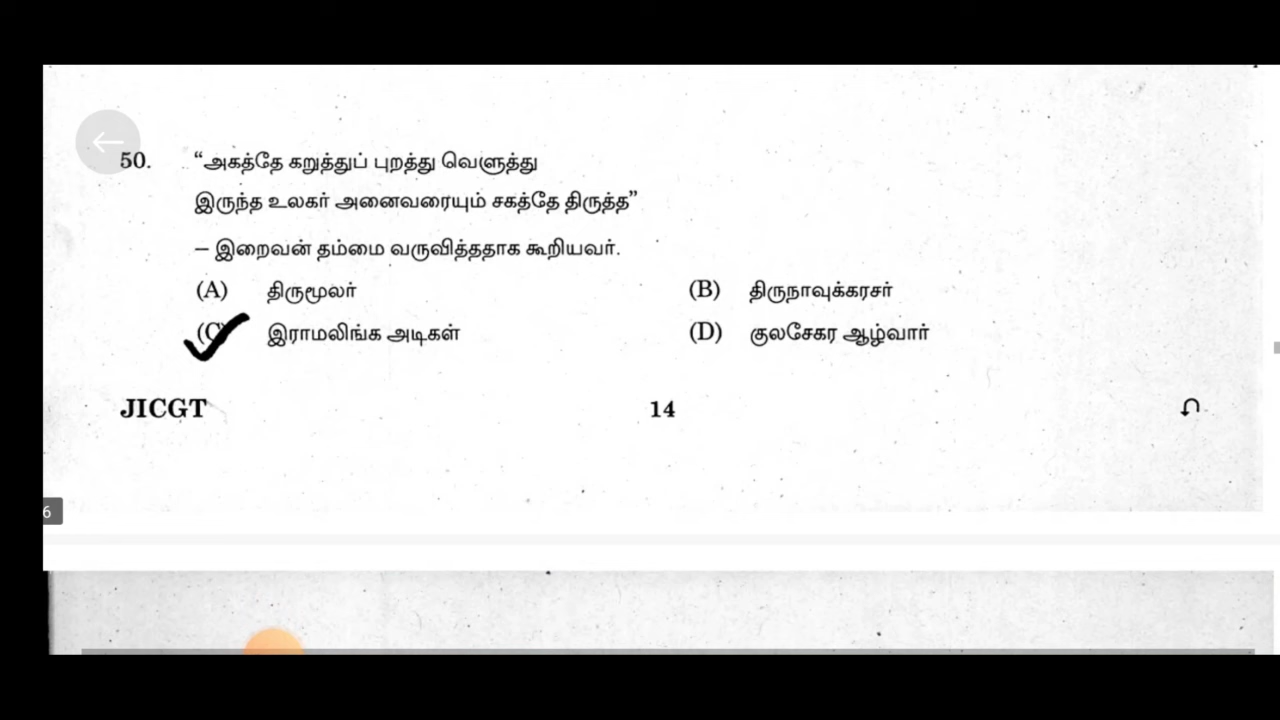 50. “அகத்தே கறுத்துப் புறத்து வெளுத்து
இருந்த உலகர் அனைவரையும் சகத்தே திருத்த”
– இறைவன் தம்மை வருவித்ததாக கூறியவர்.
(A) திருமூலர் (B) திருநாவுக்கரசர்
(C) இராமலிங்க அடிகள் (D) குலசேகர ஆழ்வார்
JICGT 14
6